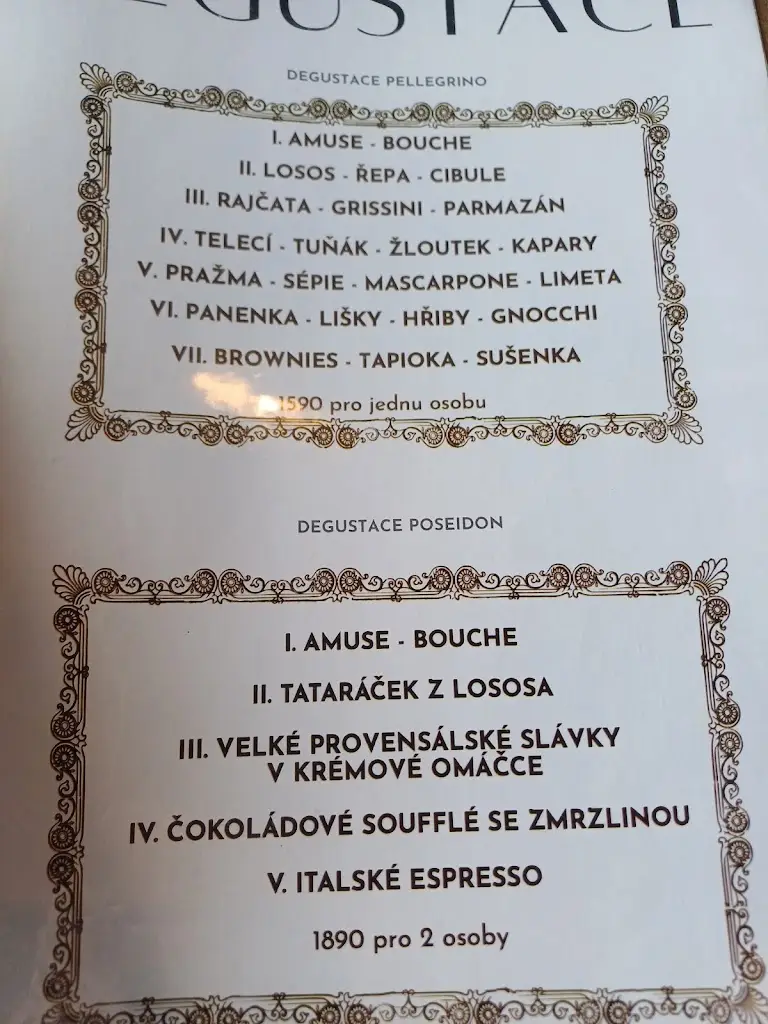 DEGUSTACE
DEGUSTACE PELLEGRINO
I. AMUSE - BOUCHE
II. LOSOS - ŘEPA - CIBULE
III. RAJČATA - GRISSINI - PARMAZÁN
IV. TELECÍ - TUŇÁK - ŽLOUTEK - KAPARY
V. PRAŽMA - SÉPIE - MASCARPONE - LIMETA
VI. PANENKA - LIŠKY - HŘIBY - GNOCCHI
VII. BROWNIES - TAPIOKA - SUŠENKA
1590 pro jednu osobu
DEGUSTACE POSEIDON
I. AMUSE - BOUCHE
II. TATARÁČEK Z LOSOSA
III. VELKÉ PROVENSÁLSKÉ SLÁVKY
V KRÉMOVÉ OMÁČCE
IV. ČOKOLÁDOVÉ SOUFFLÉ SE ZMRZLINOU
V. ITALSKÉ ESPRESSO
1890 pro 2 osoby